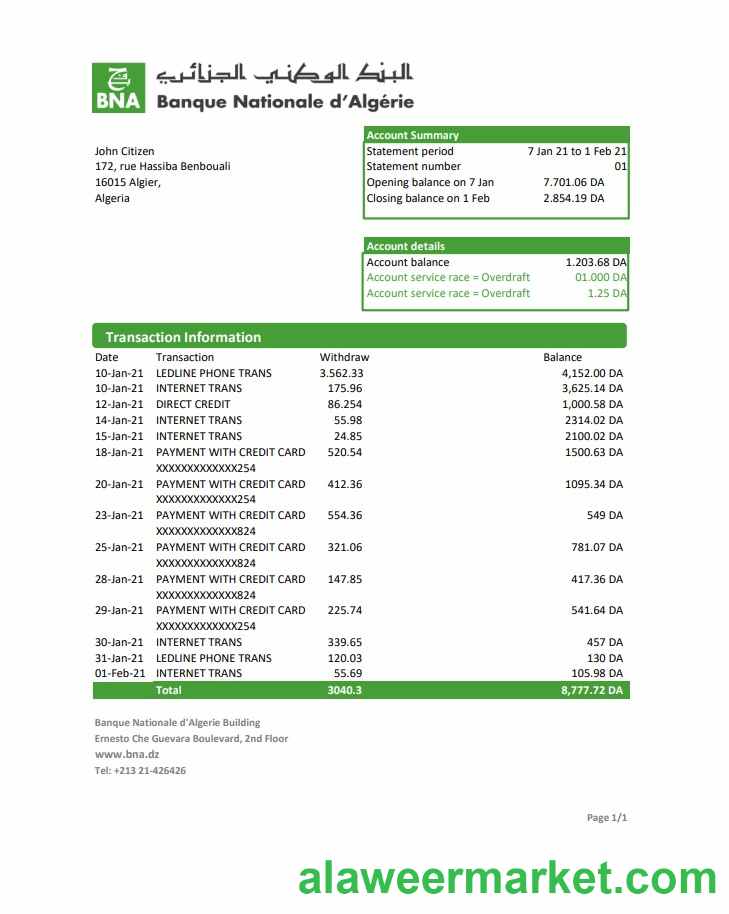 البنك الوطني الجزائري
BNA
Banque Nationale d'Algérie
Account Summary
John Citizen
Statement period 7 Jan 21 to 1 Feb 21
172, rue Hassiba Benbouali
Statement number 01
16015 Algier,
Opening balance on 7 Jan 7.701.06 DA
Algeria
Closing balance on 1 Feb 2.854.19 DA
Account details
Account balance 1.203.68 DA
Account service race = Overdraft 01.000 DA
Account service race = Overdraft 1.25 DA
Transaction Information
Date Transaction Withdraw Balance
10-Jan-21 LEDLINE PHONE TRANS 3.562.33 4,152.00 DA
10-Jan-21 INTERNET TRANS 175.96 3,625.14 DA
12-Jan-21 DIRECT CREDIT 86.254 1,000.58 DA
14-Jan-21 INTERNET TRANS 55.98 2314.02 DA
15-Jan-21 INTERNET TRANS 24.85 2100.02 DA
18-Jan-21 PAYMENT WITH CREDIT CARD 520.54 1500.63 DA
XXXXXXXXXXXXX254
20-Jan-21 PAYMENT WITH CREDIT CARD 412.36 1095.34 DA
XXXXXXXXXXXXX254
23-Jan-21 PAYMENT WITH CREDIT CARD 554.36 549 DA
XXXXXXXXXXXXX824
25-Jan-21 PAYMENT WITH CREDIT CARD 321.06 781.07 DA
XXXXXXXXXXXXX824
28-Jan-21 PAYMENT WITH CREDIT CARD 147.85 417.36 DA
XXXXXXXXXXXXX824
29-Jan-21 PAYMENT WITH CREDIT CARD 225.74 541.64 DA
XXXXXXXXXXXXX254
30-Jan-21 INTERNET TRANS 339.65 457 DA
31-Jan-21 LEDLINE PHONE TRANS 120.03 130 DA
01-Feb-21 INTERNET TRANS 55.69 105.98 DA
Total 3040.3 8,777.72 DA
Banque Nationale d'Algerie Building
Ernesto Che Guevara Boulevard, 2nd Floor
www.bna.dz
Tel: +213 21-426426
Page 1/1
alaweermarket.com